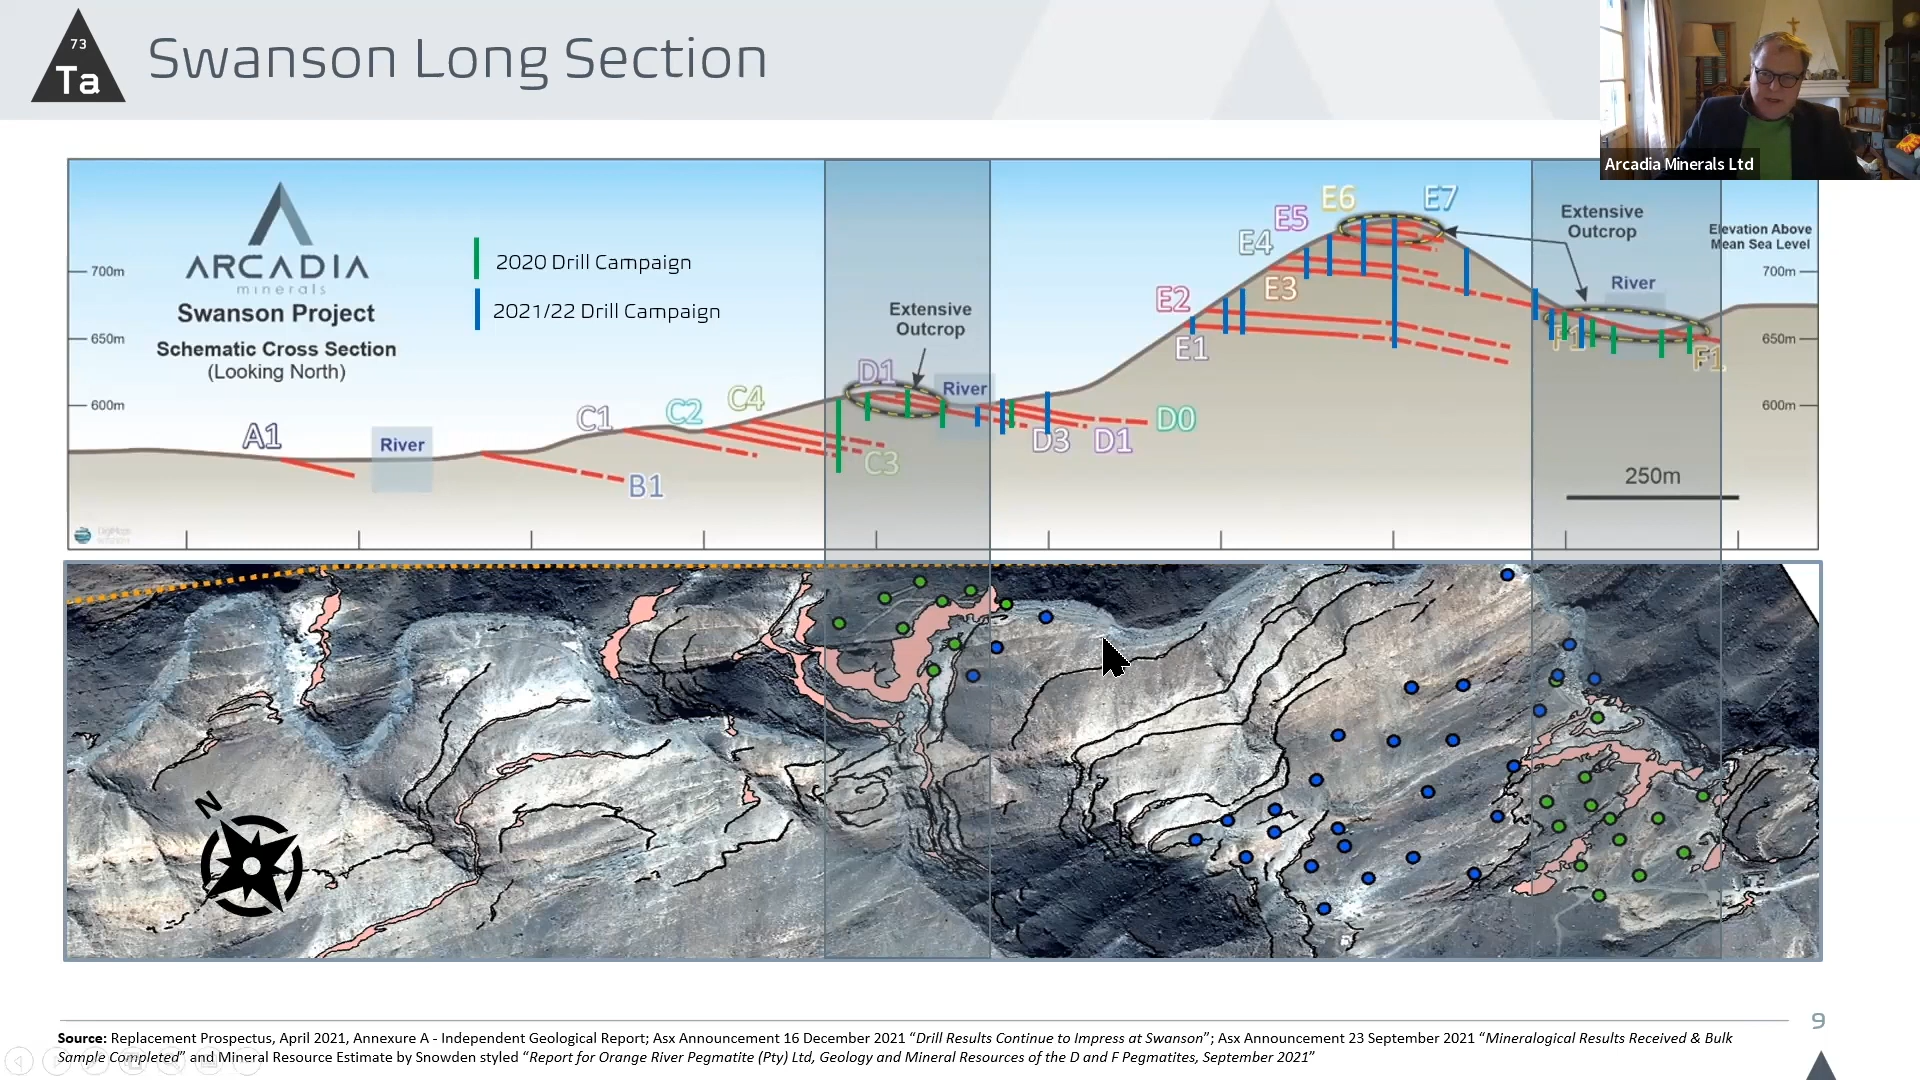 73
Ta
Swanson Long Section
Arcadia Minerals Ltd
ARCADIA
minerals
Swanson Project
Schematic Cross Section
(Looking North)
2020 Drill Campaign
2021/22 Drill Campaign
700m
650m
600m
A1
River
B1
C1
C2
C4
C3
D1
Extensive
Outcrop
River
D3
D1
D0
E1
E2
E3
E4
E5
E6
E7
Extensive
Outcrop
River
F1
F1
Elevation Above
Mean Sea Level
700m
650m
600m
250m
N
Source: Replacement Prospectus, April 2021, Annexure A - Independent Geological Report; Asx Announcement 16 December 2021 “Drill Results Continue to Impress at Swanson”; Asx Announcement 23 September 2021 “Mineralogical Results Received & Bulk
Sample Completed” and Mineral Resource Estimate by Snowden styled “Report for Orange River Pegmatite (Pty) Ltd, Geology and Mineral Resources of the D and F Pegmatites, September 2021”
9